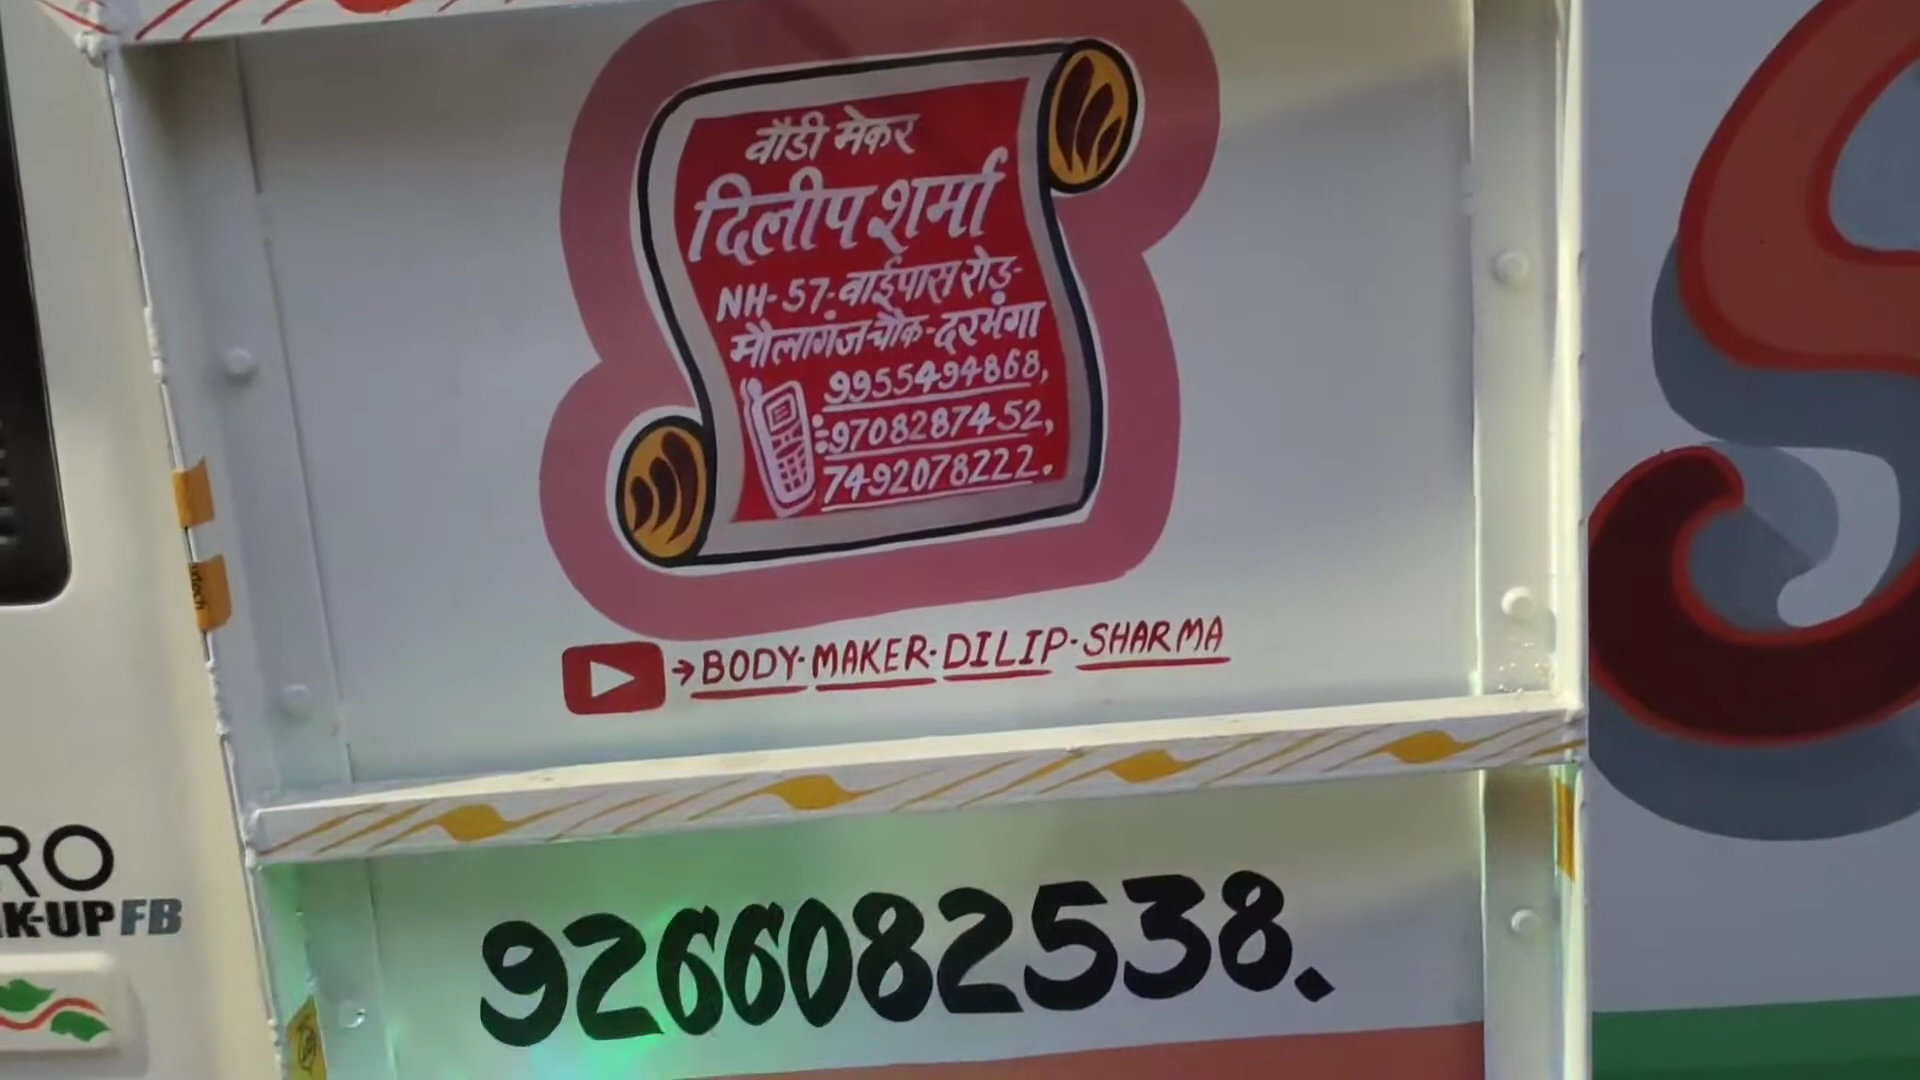 वौडी मेकर
दिलीप शर्मा
NH-57-वाईपास रोड़-
मौलागंज-चौक-दरभंगा
9955494868,
9708287452,
7492078222.
→BODY·MAKER·DILIP·SHARMA
RO
K-UP FB
9266082538.